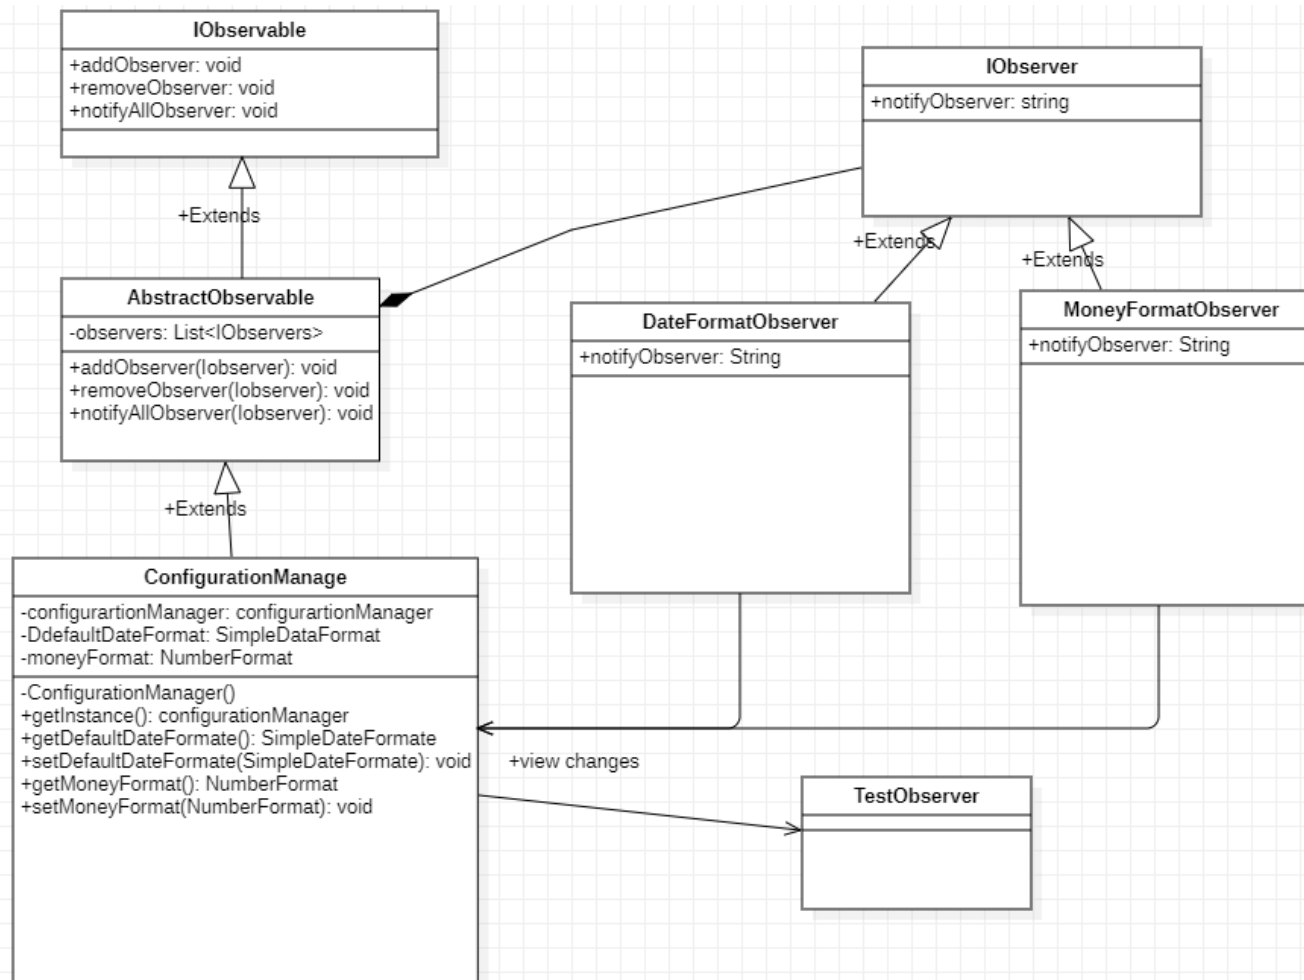 IObservable
+addObserver: void
+removeObserver: void
+notifyAllObserver: void
+Extends
AbstractObservable
-observers: List<IObservers>
+addObserver(Iobserver): void
+removeObserver(Iobserver): void
+notifyAllObserver(Iobserver): void
+Extends
ConfigurationManage
-configurartionManager: configurartionManager
-DdefaultDateFormat: SimpleDataFormat
-moneyFormat: NumberFormat
-ConfigurationManager()
+getInstance(): configurationManager
+getDefaultDateFormate(): SimpleDateFormate
+setDefaultDateFormate(SimpleDateFormate): void
+getMoneyFormat(): NumberFormat
+setMoneyFormat(NumberFormat): void
IObserver
+notifyObserver: string
+Extends
+Extends
DateFormatObserver
+notifyObserver: String
MoneyFormatObserver
+notifyObserver: String
+view changes
TestObserver